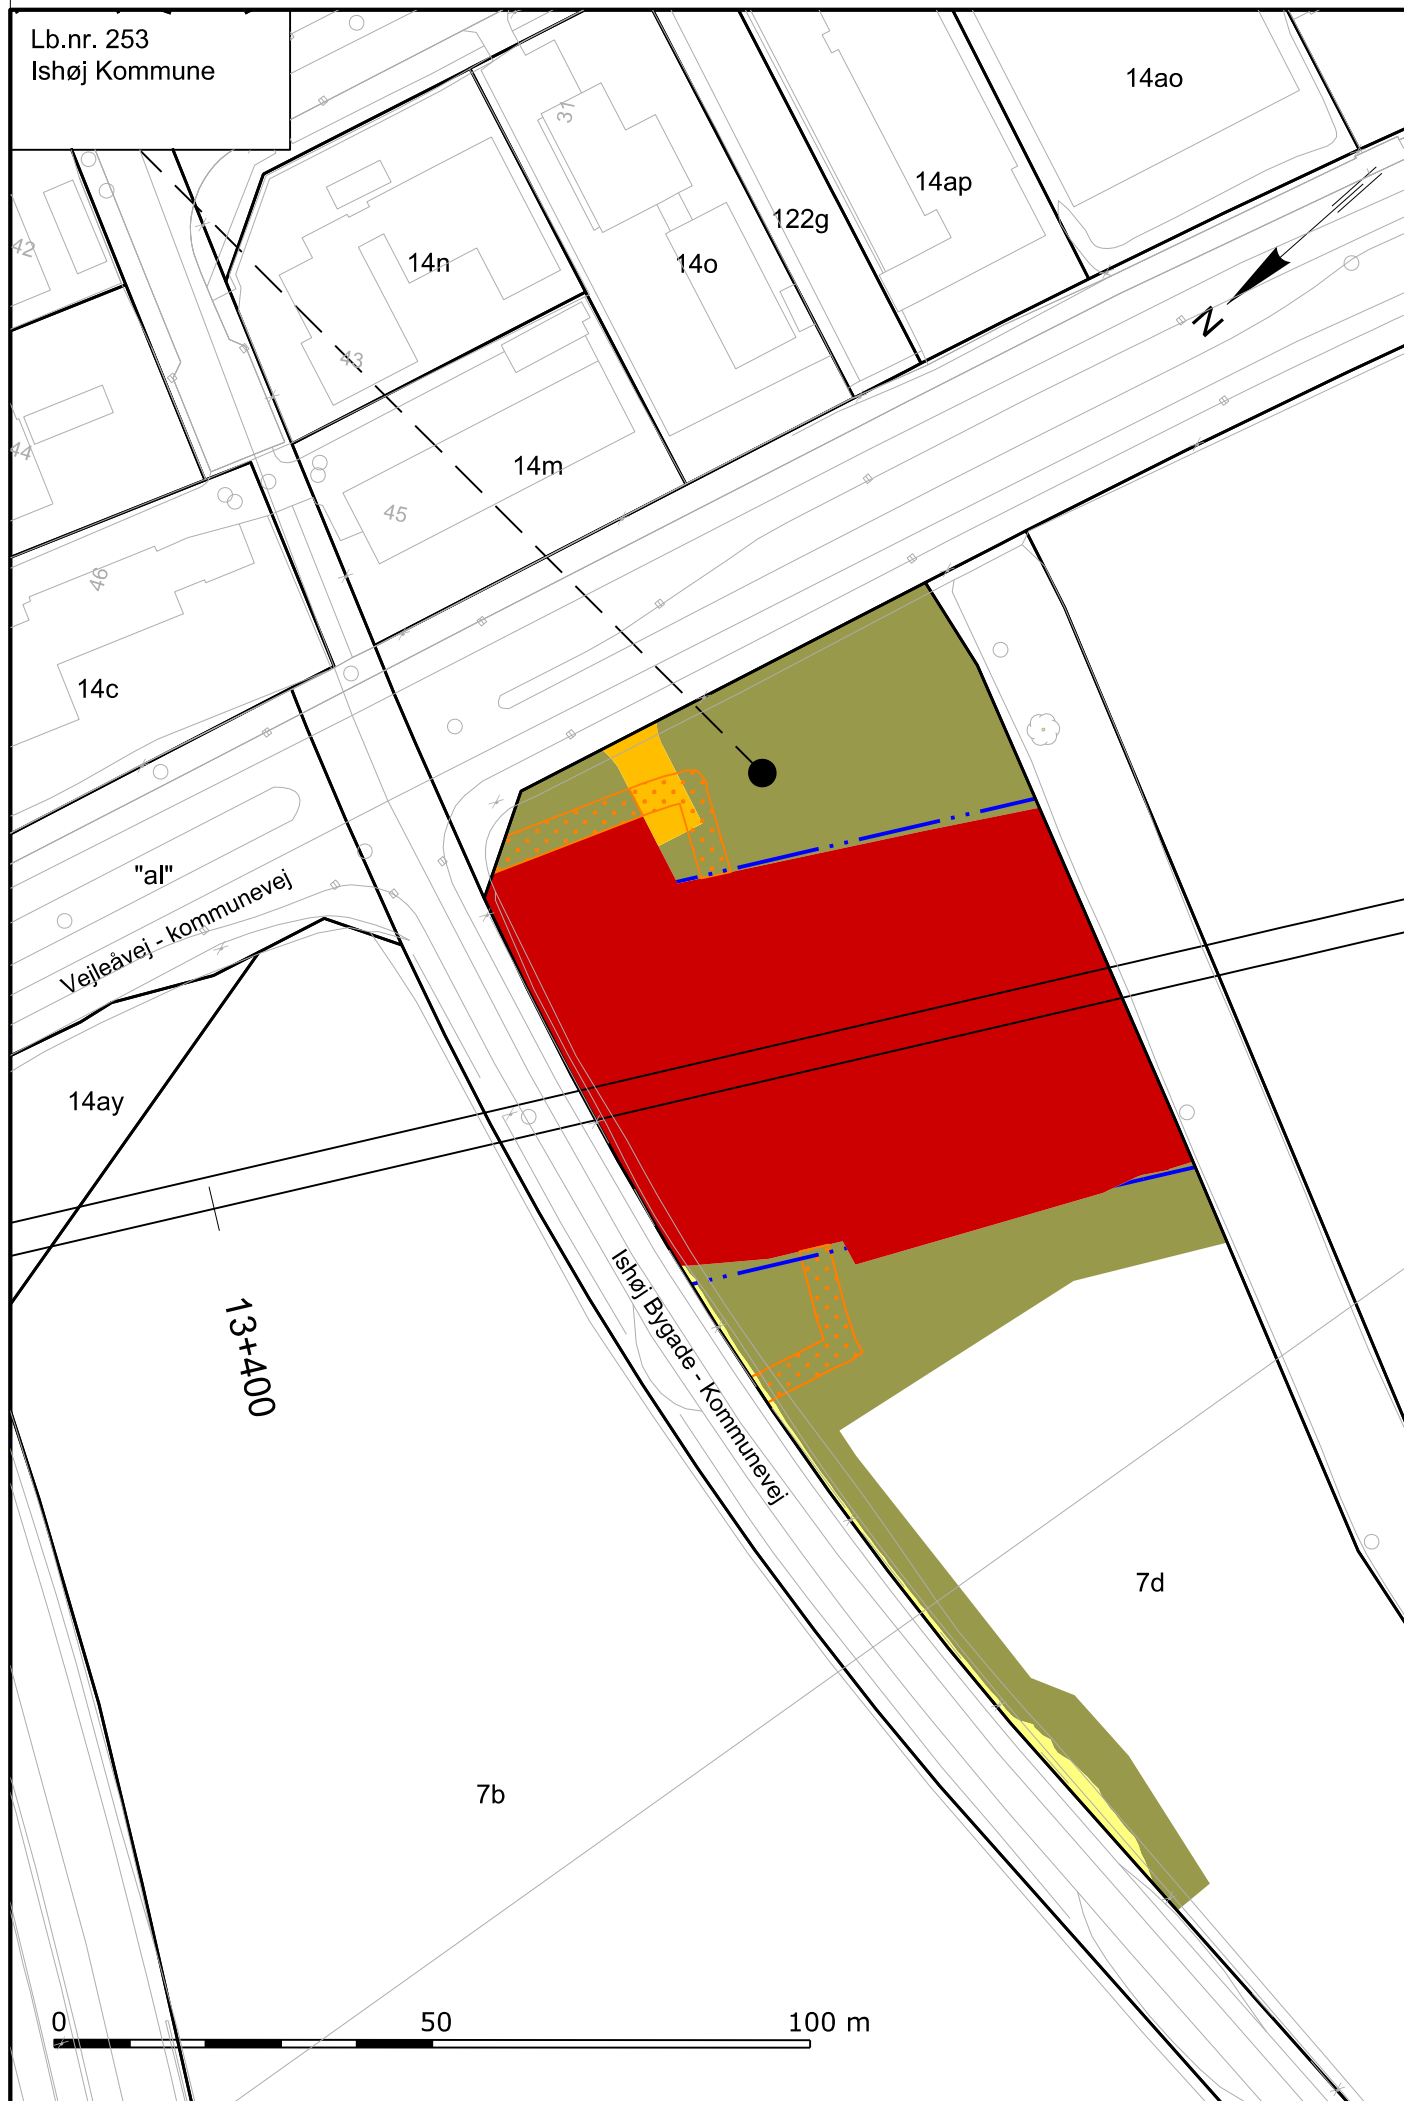 Lb.nr. 253
Ishøj Kommune
14ao
31
14ap
122g
42
14n
14o
N
43
44
14m
45
46
14c
"al"
Vejleåvej - kommunevej
14ay
13+400
Ishøj Bygade - Kommunevej
7d
7b
0 50 100 m